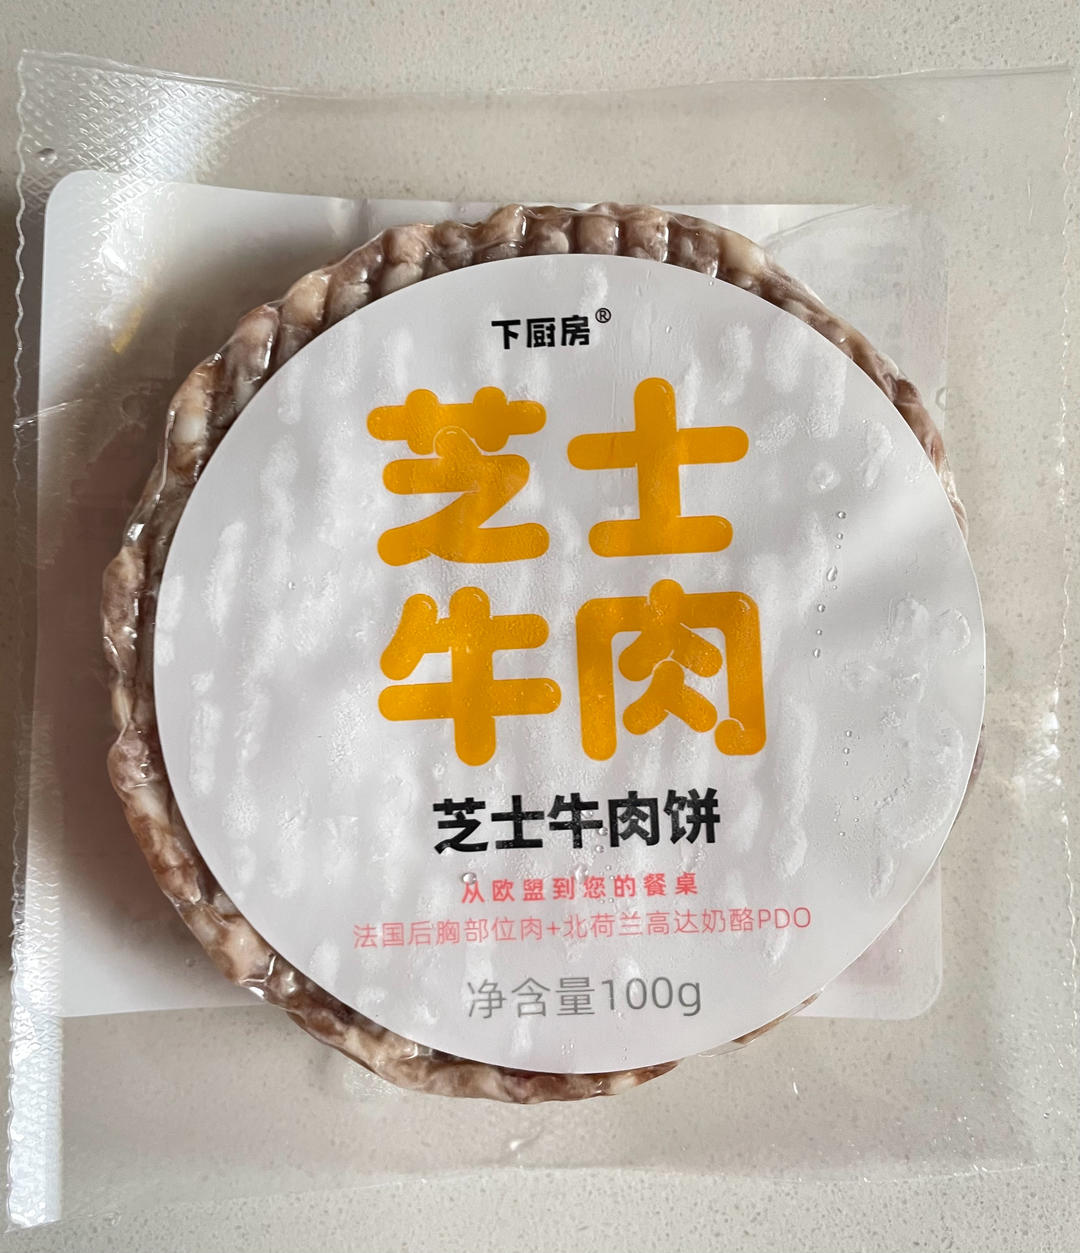 下厨房®
芝士
牛肉
芝士牛肉饼
从欧盟到您的餐桌
法国后胸部位肉+北荷兰高达奶酪PDO
净含量100g